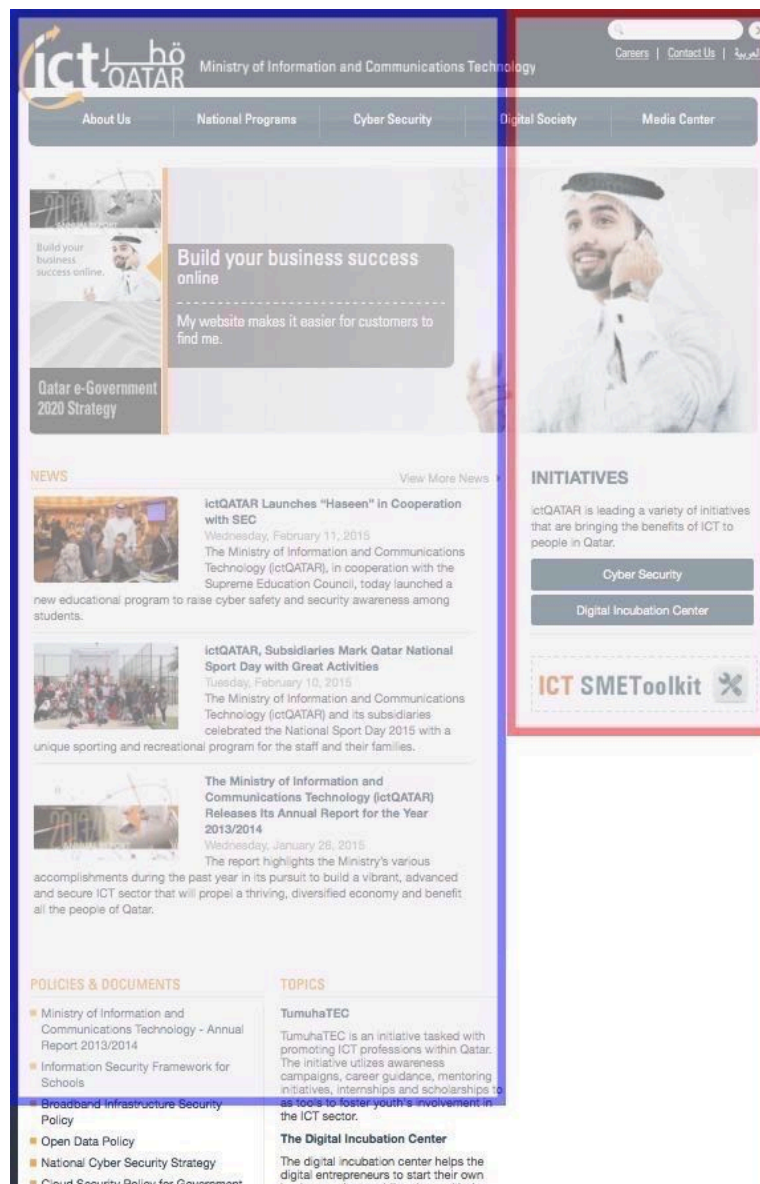 ictQATAR
Ministry of Information and Communications Technology
Careers | Contact Us | العربية
About Us
National Programs
Cyber Security
Digital Society
Media Center
Build your
business
success online.
Qatar e-Government
2020 Strategy
Build your business success
online
My website makes it easier for customers to
find me.
NEWS
View More News
ictQATAR Launches “Haseen” in Cooperation
with SEC
Wednesday, February 11, 2015
The Ministry of Information and Communications
Technology (ictQATAR), in cooperation with the
Supreme Education Council, today launched a
new educational program to raise cyber safety and security awareness among
students.
ictQATAR, Subsidiaries Mark Qatar National
Sport Day with Great Activities
Tuesday, February 10, 2015
The Ministry of Information and Communications
Technology (ictQATAR) and its subsidiaries
celebrated the National Sport Day 2015 with a
unique sporting and recreational program for the staff and their families.
The Ministry of Information and
Communications Technology (ictQATAR)
Releases Its Annual Report for the Year
2013/2014
Wednesday, January 28, 2015
The report highlights the Ministry's various
accomplishments during the past year in its pursuit to build a vibrant, advanced
and secure ICT sector that will propel a thriving, diversified economy and benefit
all the people of Qatar.
INITIATIVES
ictQATAR is leading a variety of initiatives
that are bringing the benefits of ICT to
people in Qatar.
Cyber Security
Digital Incubation Center
ICT SMEToolkit
POLICIES & DOCUMENTS
Ministry of Information and
Communications Technology - Annual
Report 2013/2014
Information Security Framework for
Schools
Broadband Infrastructure Security
Policy
Open Data Policy
National Cyber Security Strategy
Cloud Security Policy for Government
TOPICS
TumuhaTEC
TumuhaTEC is an initiative tasked with
promoting ICT professions within Qatar.
The initiative utlizes awareness
campaigns, career guidance, mentoring
initiatives, internships and scholarships to
as tools to foster youth's involvement in
the ICT sector.
The Digital Incubation Center
The digital incubation center helps the
digital entrepreneurs to start their own